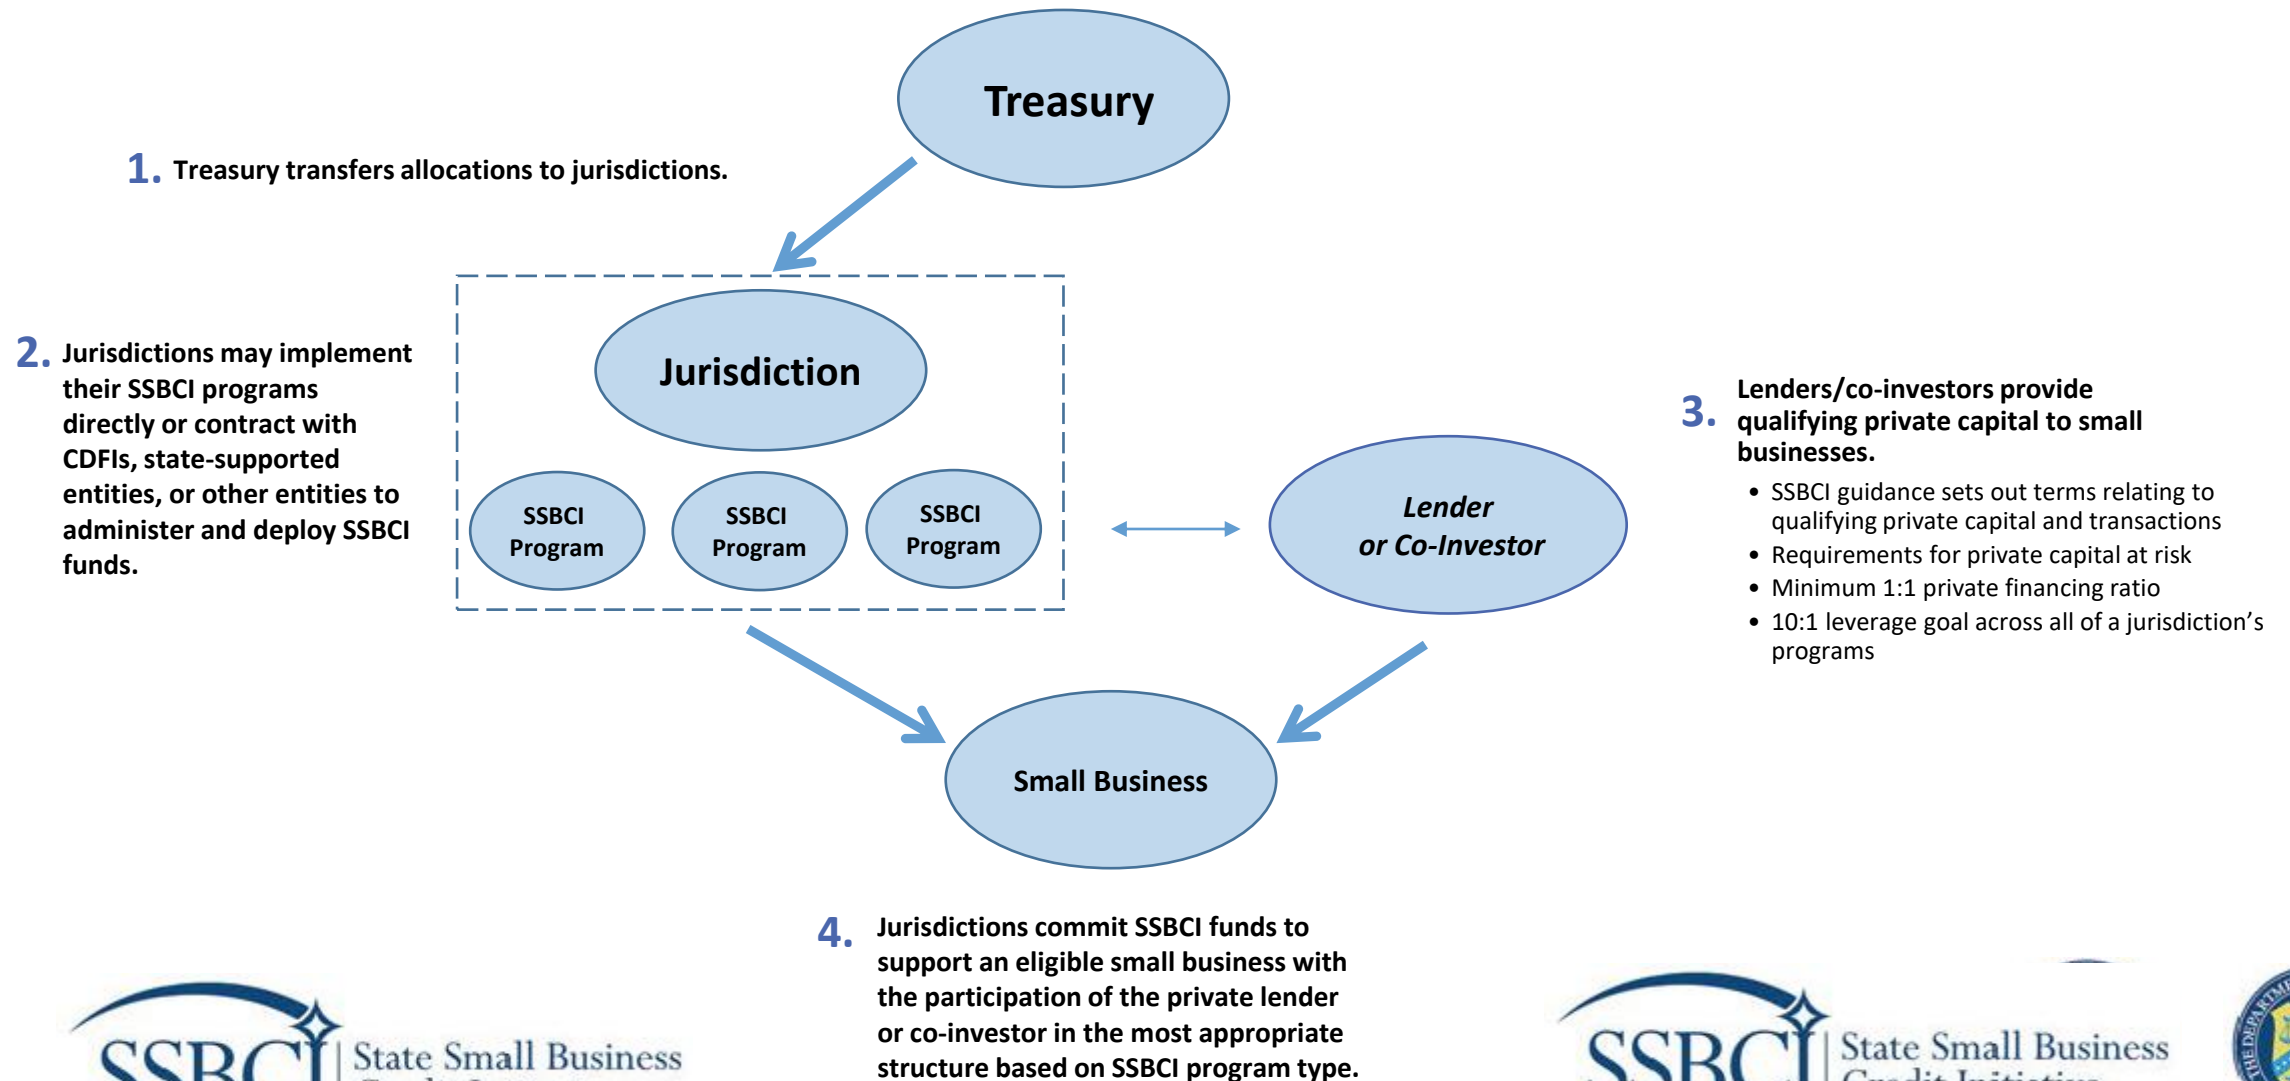 Treasury
1. Treasury transfers allocations to jurisdictions.
Jurisdiction
2. Jurisdictions may implement
their SSBCI programs
directly or contract with
CDFIs, state-supported
entities, or other entities to
administer and deploy SSBCI
funds.
SSBCI
Program
SSBCI
Program
SSBCI
Program
Lender
or Co-Investor
3. Lenders/co-investors provide
qualifying private capital to small
businesses.
• SSBCI guidance sets out terms relating to
qualifying private capital and transactions
• Requirements for private capital at risk
• Minimum 1:1 private financing ratio
• 10:1 leverage goal across all of a jurisdiction’s
programs
Small Business
4. Jurisdictions commit SSBCI funds to
support an eligible small business with
the participation of the private lender
or co-investor in the most appropriate
structure based on SSBCI program type.
SSBCI
State Small Business
SSBCI
State Small Business
Credit Initiative
THE DEPARTMEN